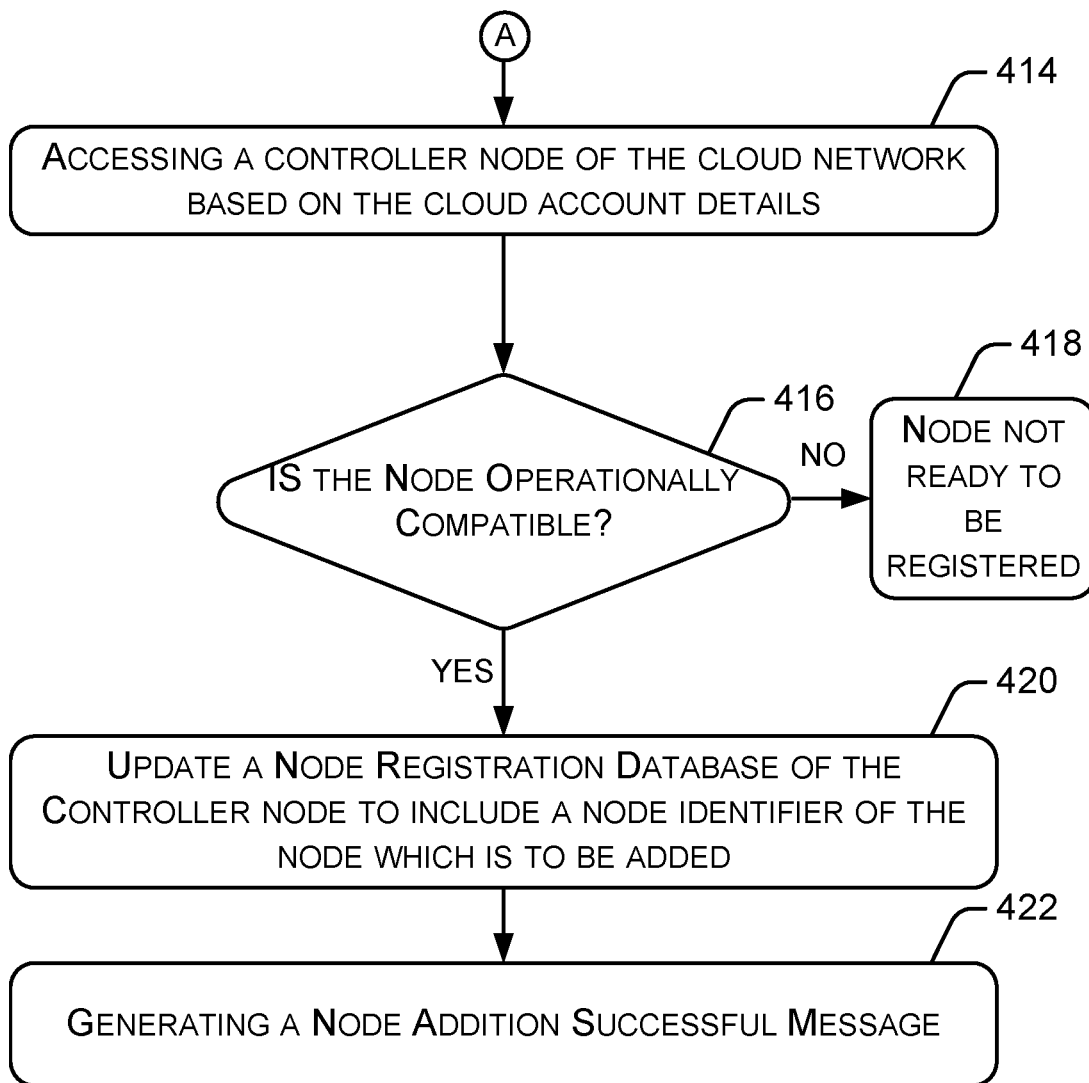 A
414
ACCESSING A CONTROLLER NODE OF THE CLOUD NETWORK
BASED ON THE CLOUD ACCOUNT DETAILS
416
IS THE NODE OPERATIONALLY
COMPATIBLE?
NO
418
NODE NOT
READY TO
BE
REGISTERED
YES
420
UPDATE A NODE REGISTRATION DATABASE OF THE
CONTROLLER NODE TO INCLUDE A NODE IDENTIFIER OF THE
NODE WHICH IS TO BE ADDED
422
GENERATING A NODE ADDITION SUCCESSFUL MESSAGE